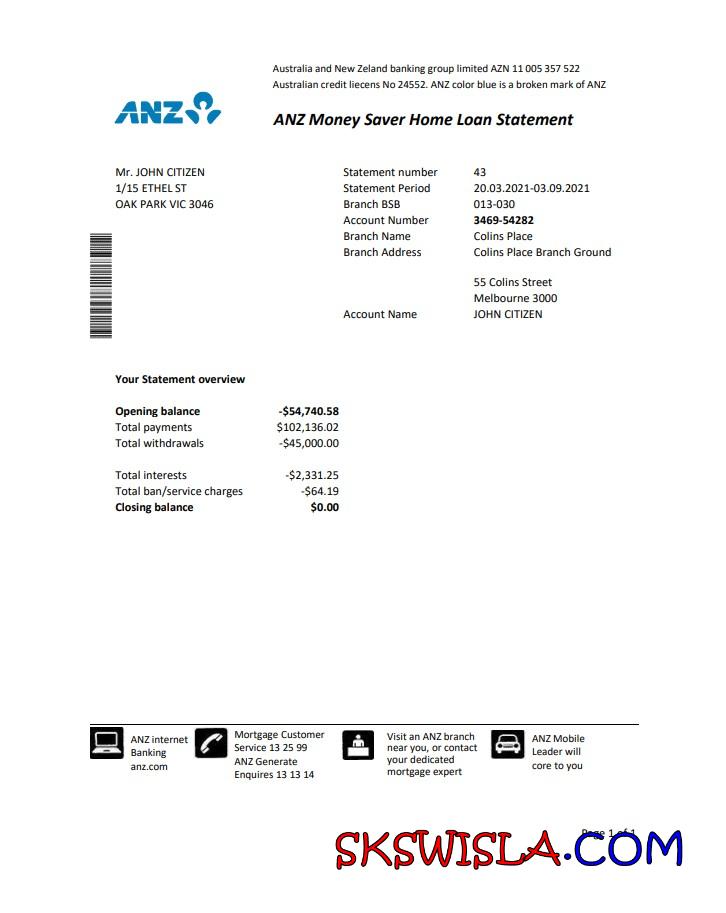 Australia and New Zeland banking group limited AZN 11 005 357 522
Australian credit liecens No 24552. ANZ color blue is a broken mark of ANZ
ANZ
ANZ Money Saver Home Loan Statement
Mr. JOHN CITIZEN
1/15 ETHEL ST
OAK PARK VIC 3046
Statement number 43
Statement Period 20.03.2021-03.09.2021
Branch BSB 013-030
Account Number 3469-54282
Branch Name Colins Place
Branch Address Colins Place Branch Ground
55 Colins Street
Melbourne 3000
Account Name JOHN CITIZEN
Your Statement overview
Opening balance -$54,740.58
Total payments $102,136.02
Total withdrawals -$45,000.00
Total interests -$2,331.25
Total ban/service charges -$64.19
Closing balance $0.00
ANZ internet
Banking
anz.com
Mortgage Customer
Service 13 25 99
ANZ Generate
Enquires 13 13 14
Visit an ANZ branch
near you, or contact
your dedicated
mortgage expert
ANZ Mobile
Leader will
core to you
Page 1 of 1
SKSWISLA.COM